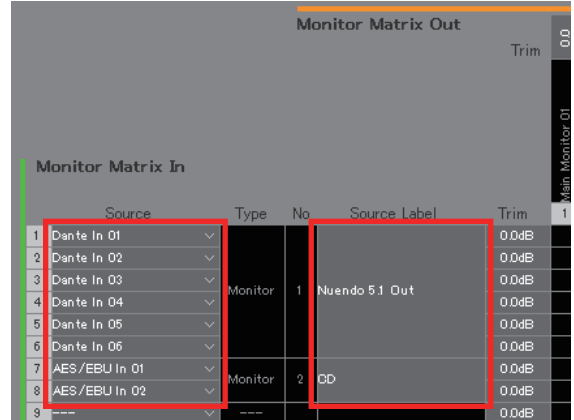 Monitor Matrix Out
Trim
0.0
Main Monitor 01
1
Monitor Matrix In
Source Type No Source Label Trim
1 Dante In 01 0.0dB
2 Dante In 02 0.0dB
3 Dante In 03 0.0dB
4 Dante In 04 Monitor 1 Nuendo 5.1 Out 0.0dB
5 Dante In 05 0.0dB
6 Dante In 06 0.0dB
7 AES/EBU In 01 0.0dB
8 AES/EBU In 02 Monitor 2 CD 0.0dB
9 --- --- 0.0dB